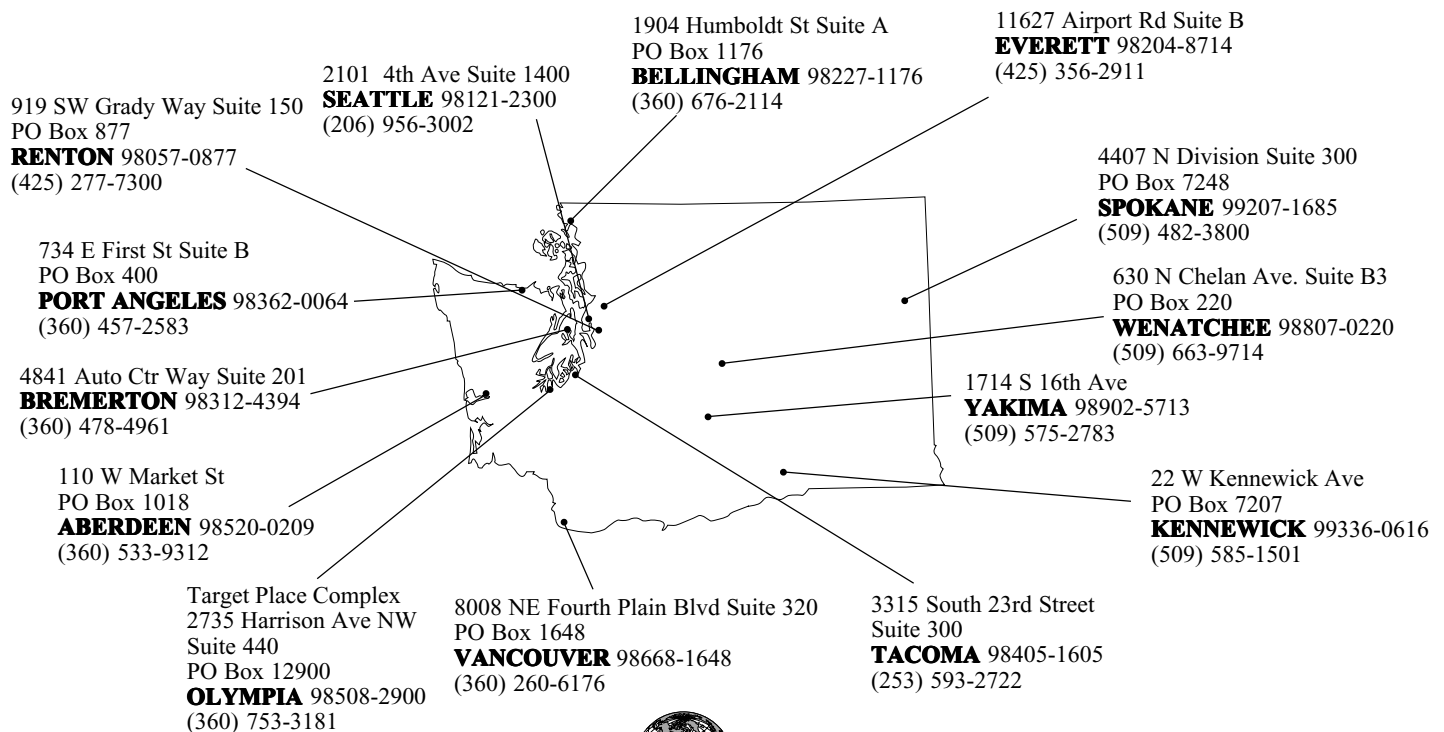 1904 Humboldt St Suite A
PO Box 1176
BELLINGHAM 98227-1176
(360) 676-2114
11627 Airport Rd Suite B
EVERETT 98204-8714
(425) 356-2911
2101 4th Ave Suite 1400
SEATTLE 98121-2300
(206) 956-3002
919 SW Grady Way Suite 150
PO Box 877
RENTON 98057-0877
(425) 277-7300
4407 N Division Suite 300
PO Box 7248
SPOKANE 99207-1685
(509) 482-3800
734 E First St Suite B
PO Box 400
PORT ANGELES 98362-0064
(360) 457-2583
630 N Chelan Ave. Suite B3
PO Box 220
WENATCHEE 98807-0220
(509) 663-9714
4841 Auto Ctr Way Suite 201
BREMERTON 98312-4394
(360) 478-4961
1714 S 16th Ave
YAKIMA 98902-5713
(509) 575-2783
110 W Market St
PO Box 1018
ABERDEEN 98520-0209
(360) 533-9312
22 W Kennewick Ave
PO Box 7207
KENNEWICK 99336-0616
(509) 585-1501
Target Place Complex
2735 Harrison Ave NW
Suite 440
PO Box 12900
OLYMPIA 98508-2900
(360) 753-3181
8008 NE Fourth Plain Blvd Suite 320
PO Box 1648
VANCOUVER 98668-1648
(360) 260-6176
3315 South 23rd Street
Suite 300
TACOMA 98405-1605
(253) 593-2722